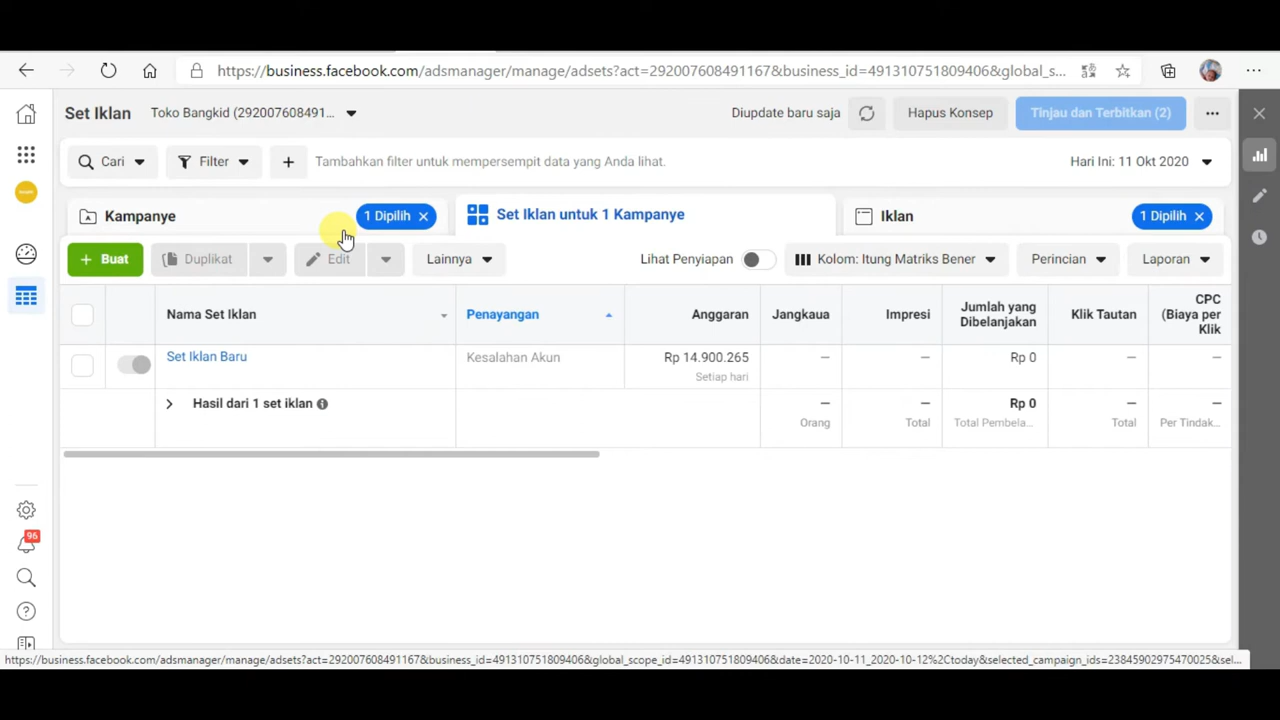 https://business.facebook.com/adsmanager/manage/adsets?act=292007608491167&business_id=491310751809406&global_s...
Set Iklan
Toko Bangkid (292007608491...
Diupdate baru saja
Hapus Konsep
Tinjau dan Terbitkan (2)
Cari
Filter
Tambahkan filter untuk mempersempit data yang Anda lihat.
Hari Ini: 11 Okt 2020
Kampanye
1 Dipilih
Set Iklan untuk 1 Kampanye
Iklan
1 Dipilih
+ Buat
Duplikat
Edit
Lainnya
Lihat Penyiapan
Kolom: Itung Matriks Bener
Perincian
Laporan
Nama Set Iklan
Penayangan
Anggaran
Jangkaua
Impresi
Jumlah yang
Dibelanjakan
Klik Tautan
CPC
(Biaya per
Klik
Set Iklan Baru
Kesalahan Akun
Rp 14.900.265
Setiap hari
—
—
Rp 0
—
—
Hasil dari 1 set iklan
—
Orang
—
Total
Rp 0
Total Pembela...
—
Total
—
Per Tindak...
96
https://business.facebook.com/adsmanager/manage/adsets?act=292007608491167&business_id=491310751809406&global_scope_id=491310751809406&date=2020-10-11_2020-10-12%2Ctoday&selected_campaign_ids=23845902975470025&sel...